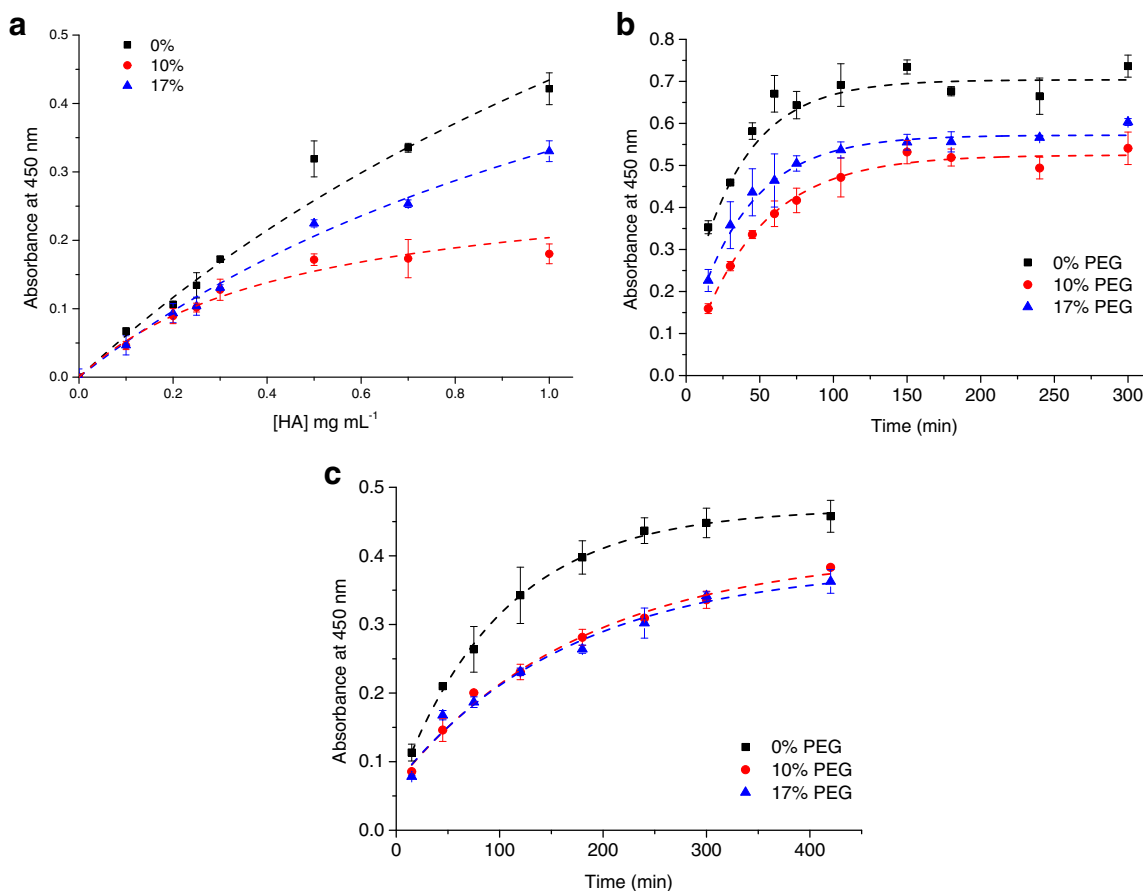 a
0%
10%
17%
Absorbance at 450 nm
0.5
0.4
0.3
0.2
0.1
0.0
0.0 0.2 0.4 0.6 0.8 1.0
[HA] mg mL⁻¹
b
Absorbance at 450 nm
0.8
0.7
0.6
0.5
0.4
0.3
0.2
0.1
0.0
0% PEG
10% PEG
17% PEG
0 50 100 150 200 250 300
Time (min)
c
Absorbance at 450 nm
0.5
0.4
0.3
0.2
0.1
0.0
0% PEG
10% PEG
17% PEG
0 100 200 300 400
Time (min)